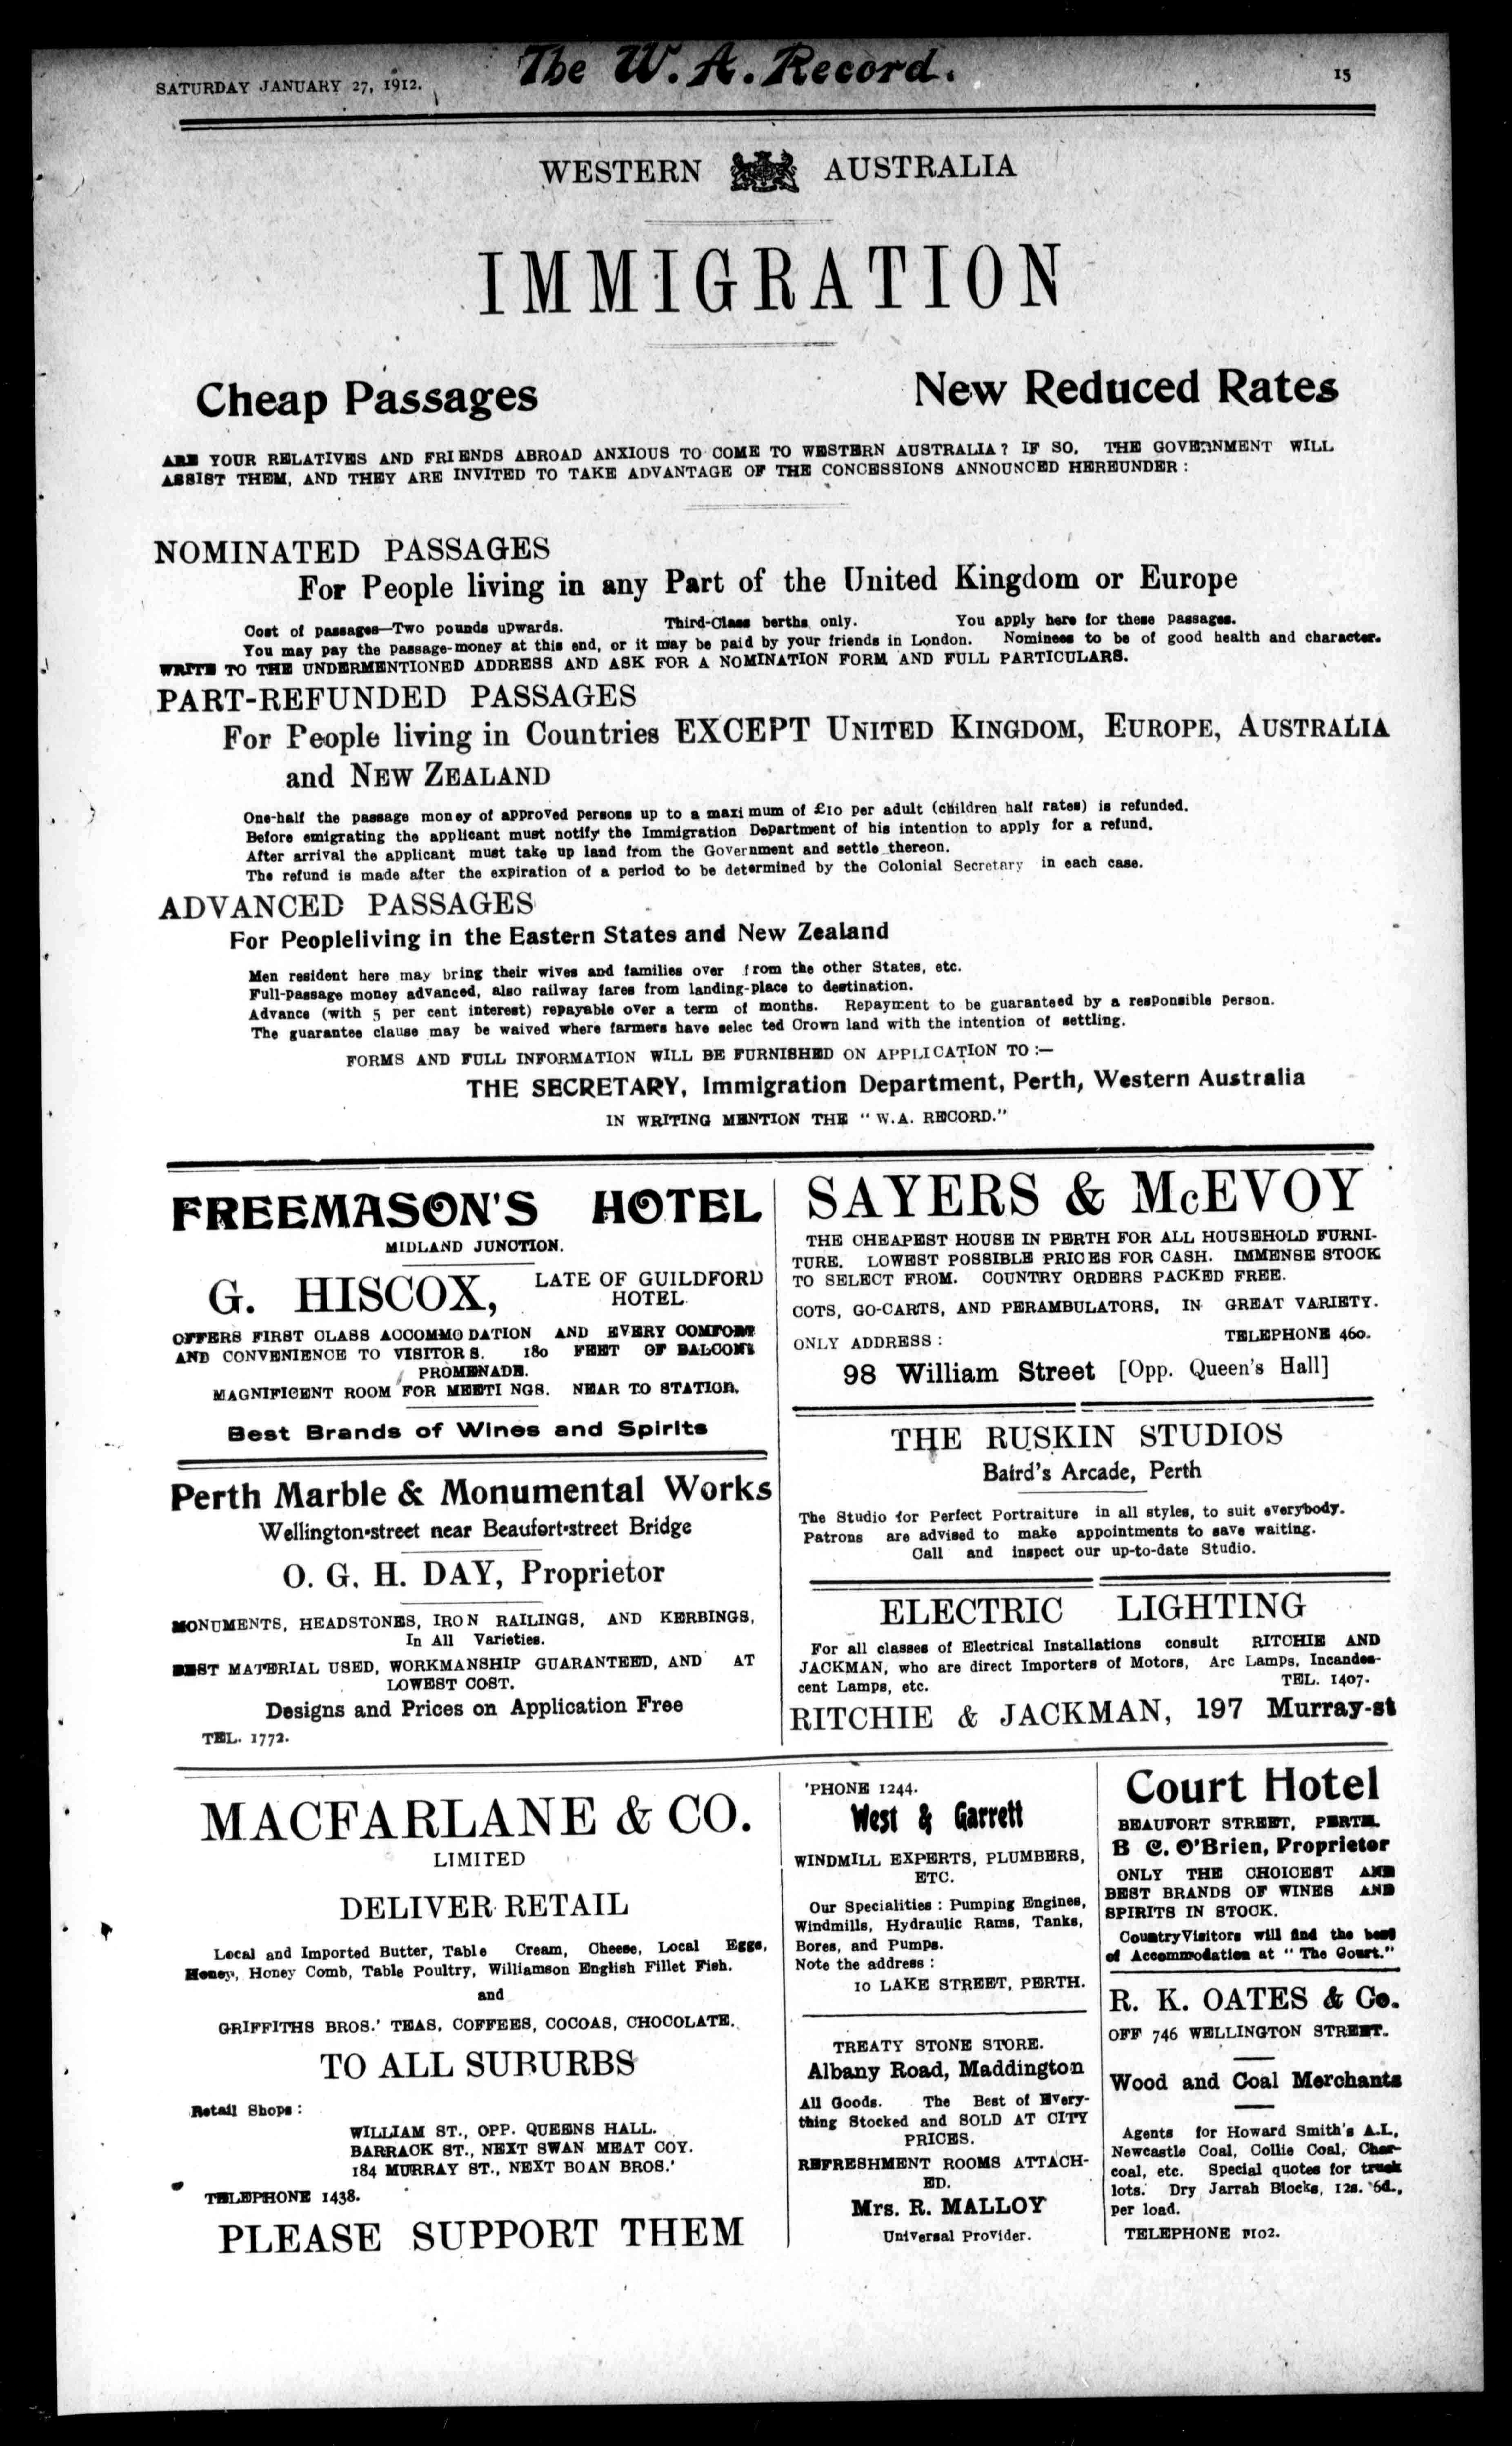 SATURDAY JANUARY 27, 1912.
The W. A. Record.
15
WESTERN AUSTRALIA
IMMIGRATION
Cheap Passages New Reduced Rates
ARE YOUR RELATIVES AND FRIENDS ABROAD ANXIOUS TO COME TO WESTERN AUSTRALIA? IF SO, THE GOVERNMENT WILL
ASSIST THEM, AND THEY ARE INVITED TO TAKE ADVANTAGE OF THE CONCESSIONS ANNOUNCED HEREUNDER:
NOMINATED PASSAGES
For People living in any Part of the United Kingdom or Europe
Cost of passages—Two pounds upwards. Third-Class berths only. You apply here for these passages.
You may pay the passage-money at this end, or it may be paid by your friends in London. Nominees to be of good health and character.
WRITE TO THE UNDERMENTIONED ADDRESS AND ASK FOR A NOMINATION FORM AND FULL PARTICULARS.
PART-REFUNDED PASSAGES
For People living in Countries EXCEPT UNITED KINGDOM, EUROPE, AUSTRALIA
and NEW ZEALAND
One-half the passage money of approved persons up to a maxi mum of £10 per adult (children half rates) is refunded.
Before emigrating the applicant must notify the Immigration Department of his intention to apply for a refund.
After arrival the applicant must take up land from the Government and settle thereon.
The refund is made after the expiration of a period to be determined by the Colonial Secretary in each case.
ADVANCED PASSAGES
For Peopleliving in the Eastern States and New Zealand
Men resident here may bring their wives and families over from the other States, etc.
Full-passage money advanced, also railway fares from landing-place to destination.
Advance (with 5 per cent interest) repayable over a term of months. Repayment to be guaranteed by a responsible person.
The guarantee clause may be waived where farmers have selec ted Crown land with the intention of settling.
FORMS AND FULL INFORMATION WILL BE FURNISHED ON APPLICATION TO :—
THE SECRETARY, Immigration Department, Perth, Western Australia
IN WRITING MENTION THE "W.A. RECORD."
FREEMASON'S HOTEL
MIDLAND JUNCTION.
G. HISCOX, LATE OF GUILDFORD
HOTEL
OFFERS FIRST CLASS ACCOMMO DATION AND EVERY COMFORT
AND CONVENIENCE TO VISITOR S. 180 FEET OF BALCONY
PROMENADE.
MAGNIFICENT ROOM FOR MEETI NGS. NEAR TO STATION.
Best Brands of Wines and Spirits
Perth Marble & Monumental Works
Wellington-street near Beaufort-street Bridge
O. G. H. DAY, Proprietor
MONUMENTS, HEADSTONES, IRON RAILINGS, AND KERBINGS,
In All Varieties.
BEST MATERIAL USED, WORKMANSHIP GUARANTEED, AND AT
LOWEST COST.
Designs and Prices on Application Free
TEL. 1772.
SAYERS & McEVOY
THE CHEAPEST HOUSE IN PERTH FOR ALL HOUSEHOLD FURNI-
TURE. LOWEST POSSIBLE PRICES FOR CASH. IMMENSE STOCK
TO SELECT FROM. COUNTRY ORDERS PACKED FREE.
COTS, GO-CARTS, AND PERAMBULATORS, IN GREAT VARIETY.
ONLY ADDRESS: TELEPHONE 460.
98 William Street [Opp. Queen's Hall]
THE RUSKIN STUDIOS
Baird's Arcade, Perth
The Studio for Perfect Portraiture in all styles, to suit everybody.
Patrons are advised to make appointments to save waiting.
Call and inspect our up-to-date Studio.
ELECTRIC LIGHTING
For all classes of Electrical Installations consult RITCHIE AND
JACKMAN, who are direct Importers of Motors, Arc Lamps, Incandes-
cent Lamps, etc. TEL. 1407.
RITCHIE & JACKMAN, 197 Murray-st
MACFARLANE & CO.
LIMITED
DELIVER RETAIL
Local and Imported Butter, Table Cream, Cheese, Local Eggs,
Honey, Honey Comb, Table Poultry, Williamson English Fillet Fish.
and
GRIFFITHS BROS.' TEAS, COFFEES, COCOAS, CHOCOLATE.
TO ALL SUBURBS
Retail Shops:
WILLIAM ST., OPP. QUEENS HALL.
BARRACK ST., NEXT SWAN MEAT COY.
184 MURRAY ST., NEXT BOAN BROS.'
TELEPHONE 1438.
PLEASE SUPPORT THEM
'PHONE 1244.
West & Garrett
WINDMILL EXPERTS, PLUMBERS,
ETC.
Our Specialities: Pumping Engines,
Windmills, Hydraulic Rams, Tanks,
Bores, and Pumps.
Note the address:
10 LAKE STREET, PERTH.
TREATY STONE STORE.
Albany Road, Maddington
All Goods. The Best of Every-
thing Stocked and SOLD AT CITY
PRICES.
REFRESHMENT ROOMS ATTACH-
ED.
Mrs. R. MALLOY
Universal Provider.
Court Hotel
BEAUFORT STREET, PERTH.
B C. O'Brien, Proprietor
ONLY THE CHOICEST AND
BEST BRANDS OF WINES AND
SPIRITS IN STOCK.
Country Visitors will find the best
of Accommodation at "The Court."
R. K. OATES & Co.
OFF 746 WELLINGTON STREET.
Wood and Coal Merchants
Agents for Howard Smith's A.I.,
Newcastle Coal, Collie Coal, Char-
coal, etc. Special quotes for truck
lots. Dry Jarrah Blocks, 12s. 6d.,
per load.
TELEPHONE P102.